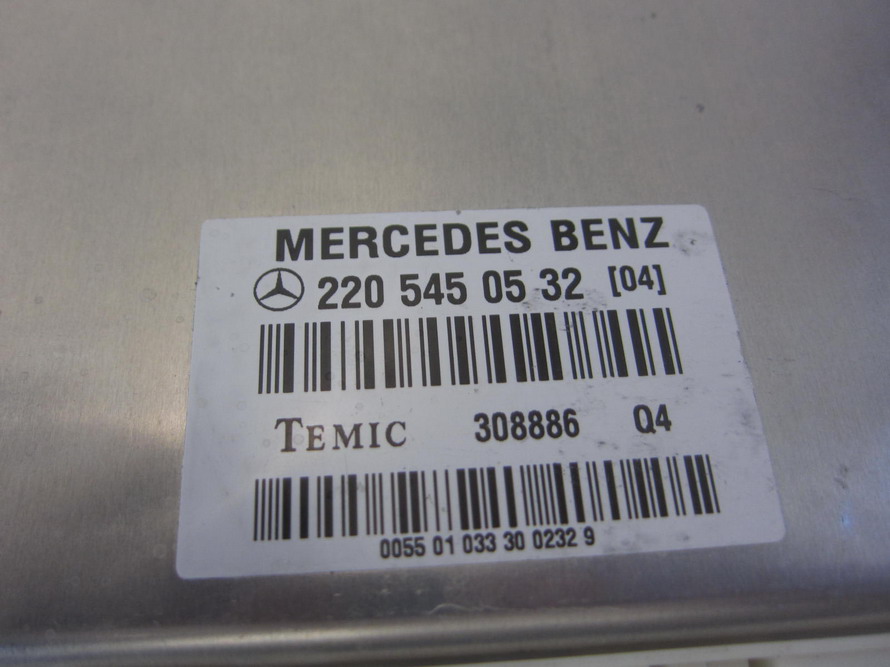 MERCEDES BENZ
220 545 05 32 [04]
TEMIC 308886 Q4
0055 01 033 30 0232 9